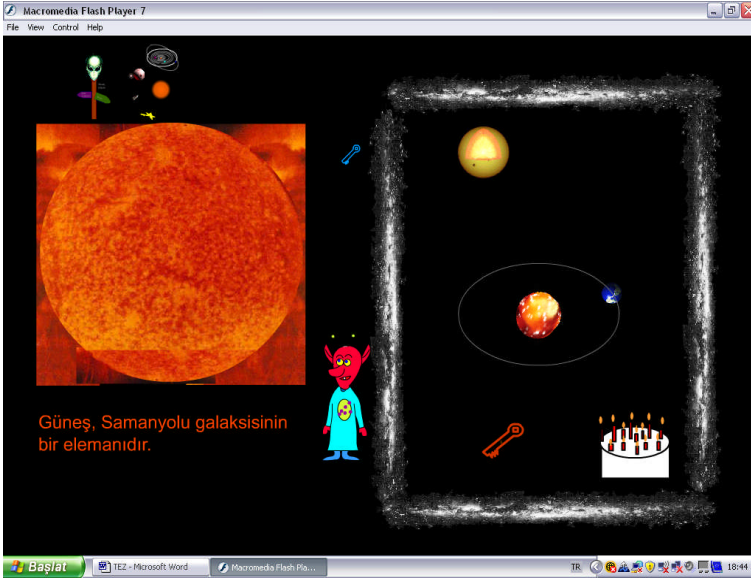 Macromedia Flash Player 7
File View Control Help
Güneş, Samanyolu galaksisinin
bir elemanıdır.
Başlat
TEZ - Microsoft Word
Macromedia Flash Pla...
TR
18:44